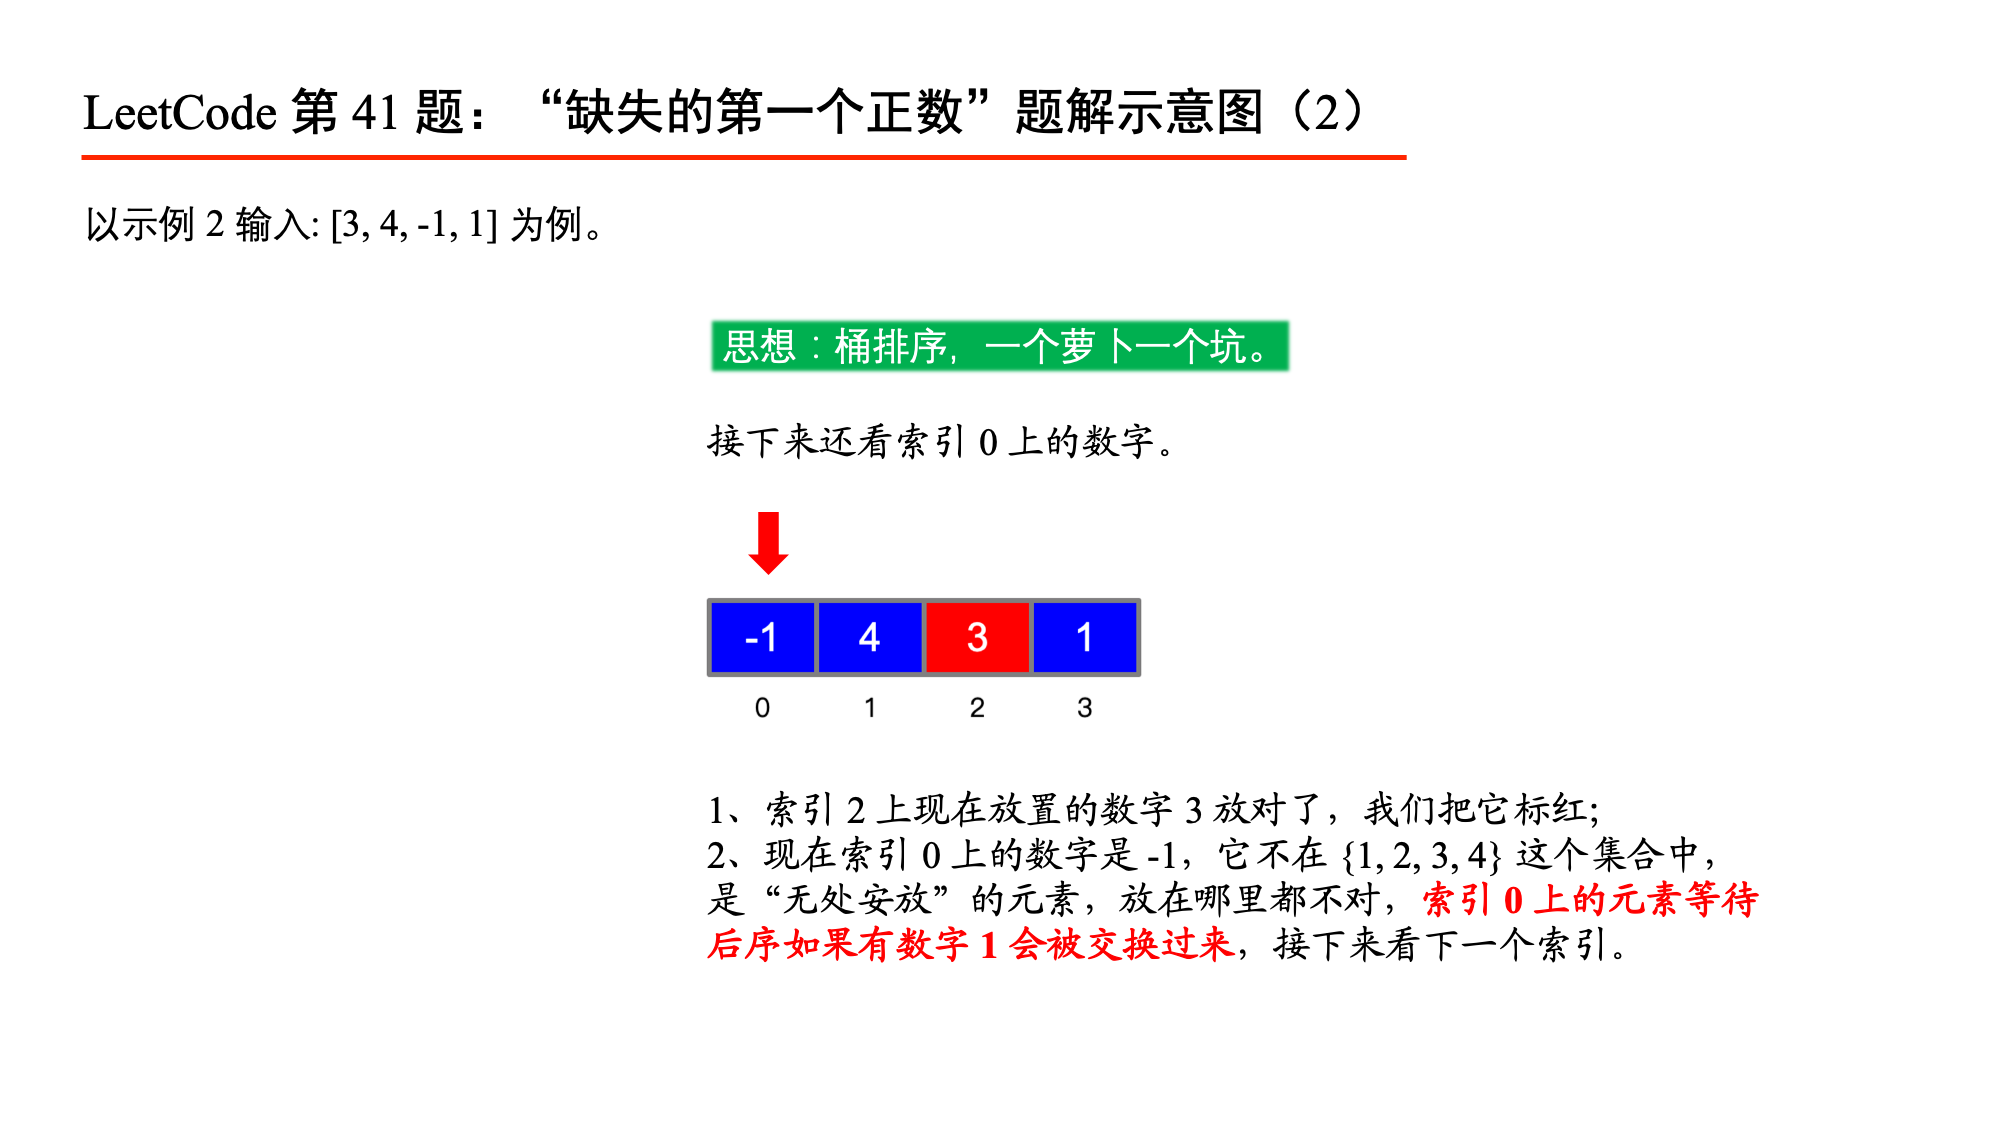 LeetCode 第 41 题：“缺失的第一个正数”题解示意图（2）
以示例 2 输入: [3, 4, -1, 1] 为例。
思想：桶排序，一个萝卜一个坑。
接下来还看索引 0 上的数字。
-1 4 3 1
0 1 2 3
1、索引 2 上现在放置的数字 3 放对了，我们把它标红；
2、现在索引 0 上的数字是 -1，它不在 {1, 2, 3, 4} 这个集合中，
是“无处安放”的元素，放在哪里都不对，索引 0 上的元素等待
后序如果有数字 1 会被交换过来，接下来看下一个索引。